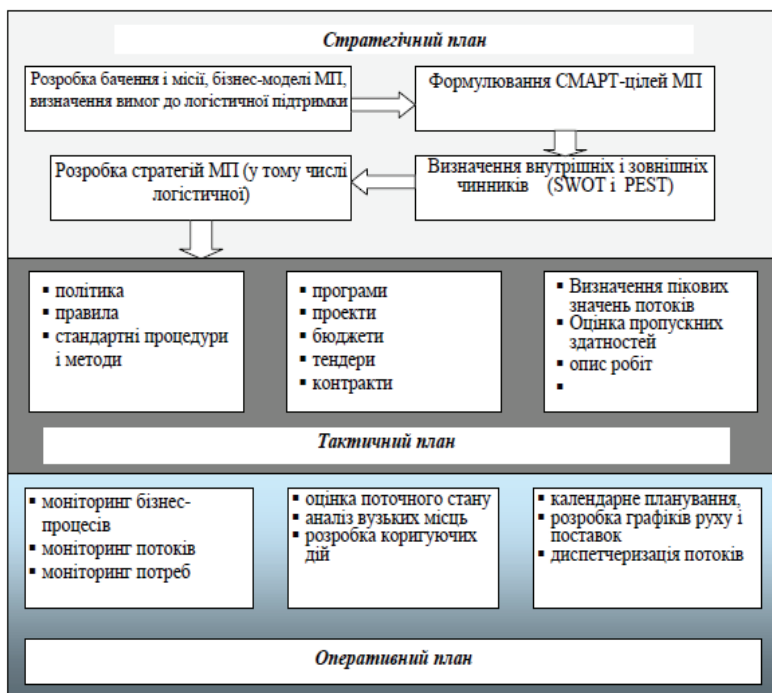 Стратегічний план
Розробка бачення і місії, бізнес-моделі МП,
визначення вимог до логістичної підтримки
Формулювання СМАРТ-цілей МП
Розробка стратегій МП (у тому числі
логістичної)
Визначення внутрішніх і зовнішніх
чинників (SWOT і PEST)
▪ політика
▪ правила
▪ стандартні процедури
і методи
▪ програми
▪ проекти
▪ бюджети
▪ тендери
▪ контракти
▪ Визначення пікових
значень потоків
▪ Оцінка пропускних
здатностей
▪ опис робіт
▪
Тактичний план
▪ моніторинг бізнес-
процесів
▪ моніторинг потоків
▪ моніторинг потреб
▪ оцінка поточного стану
▪ аналіз вузьких місць
▪ розробка коригуючих
дій
▪ календарне планування,
▪ розробка графіків руху і
поставок
▪ диспетчеризація потоків
Оперативний план